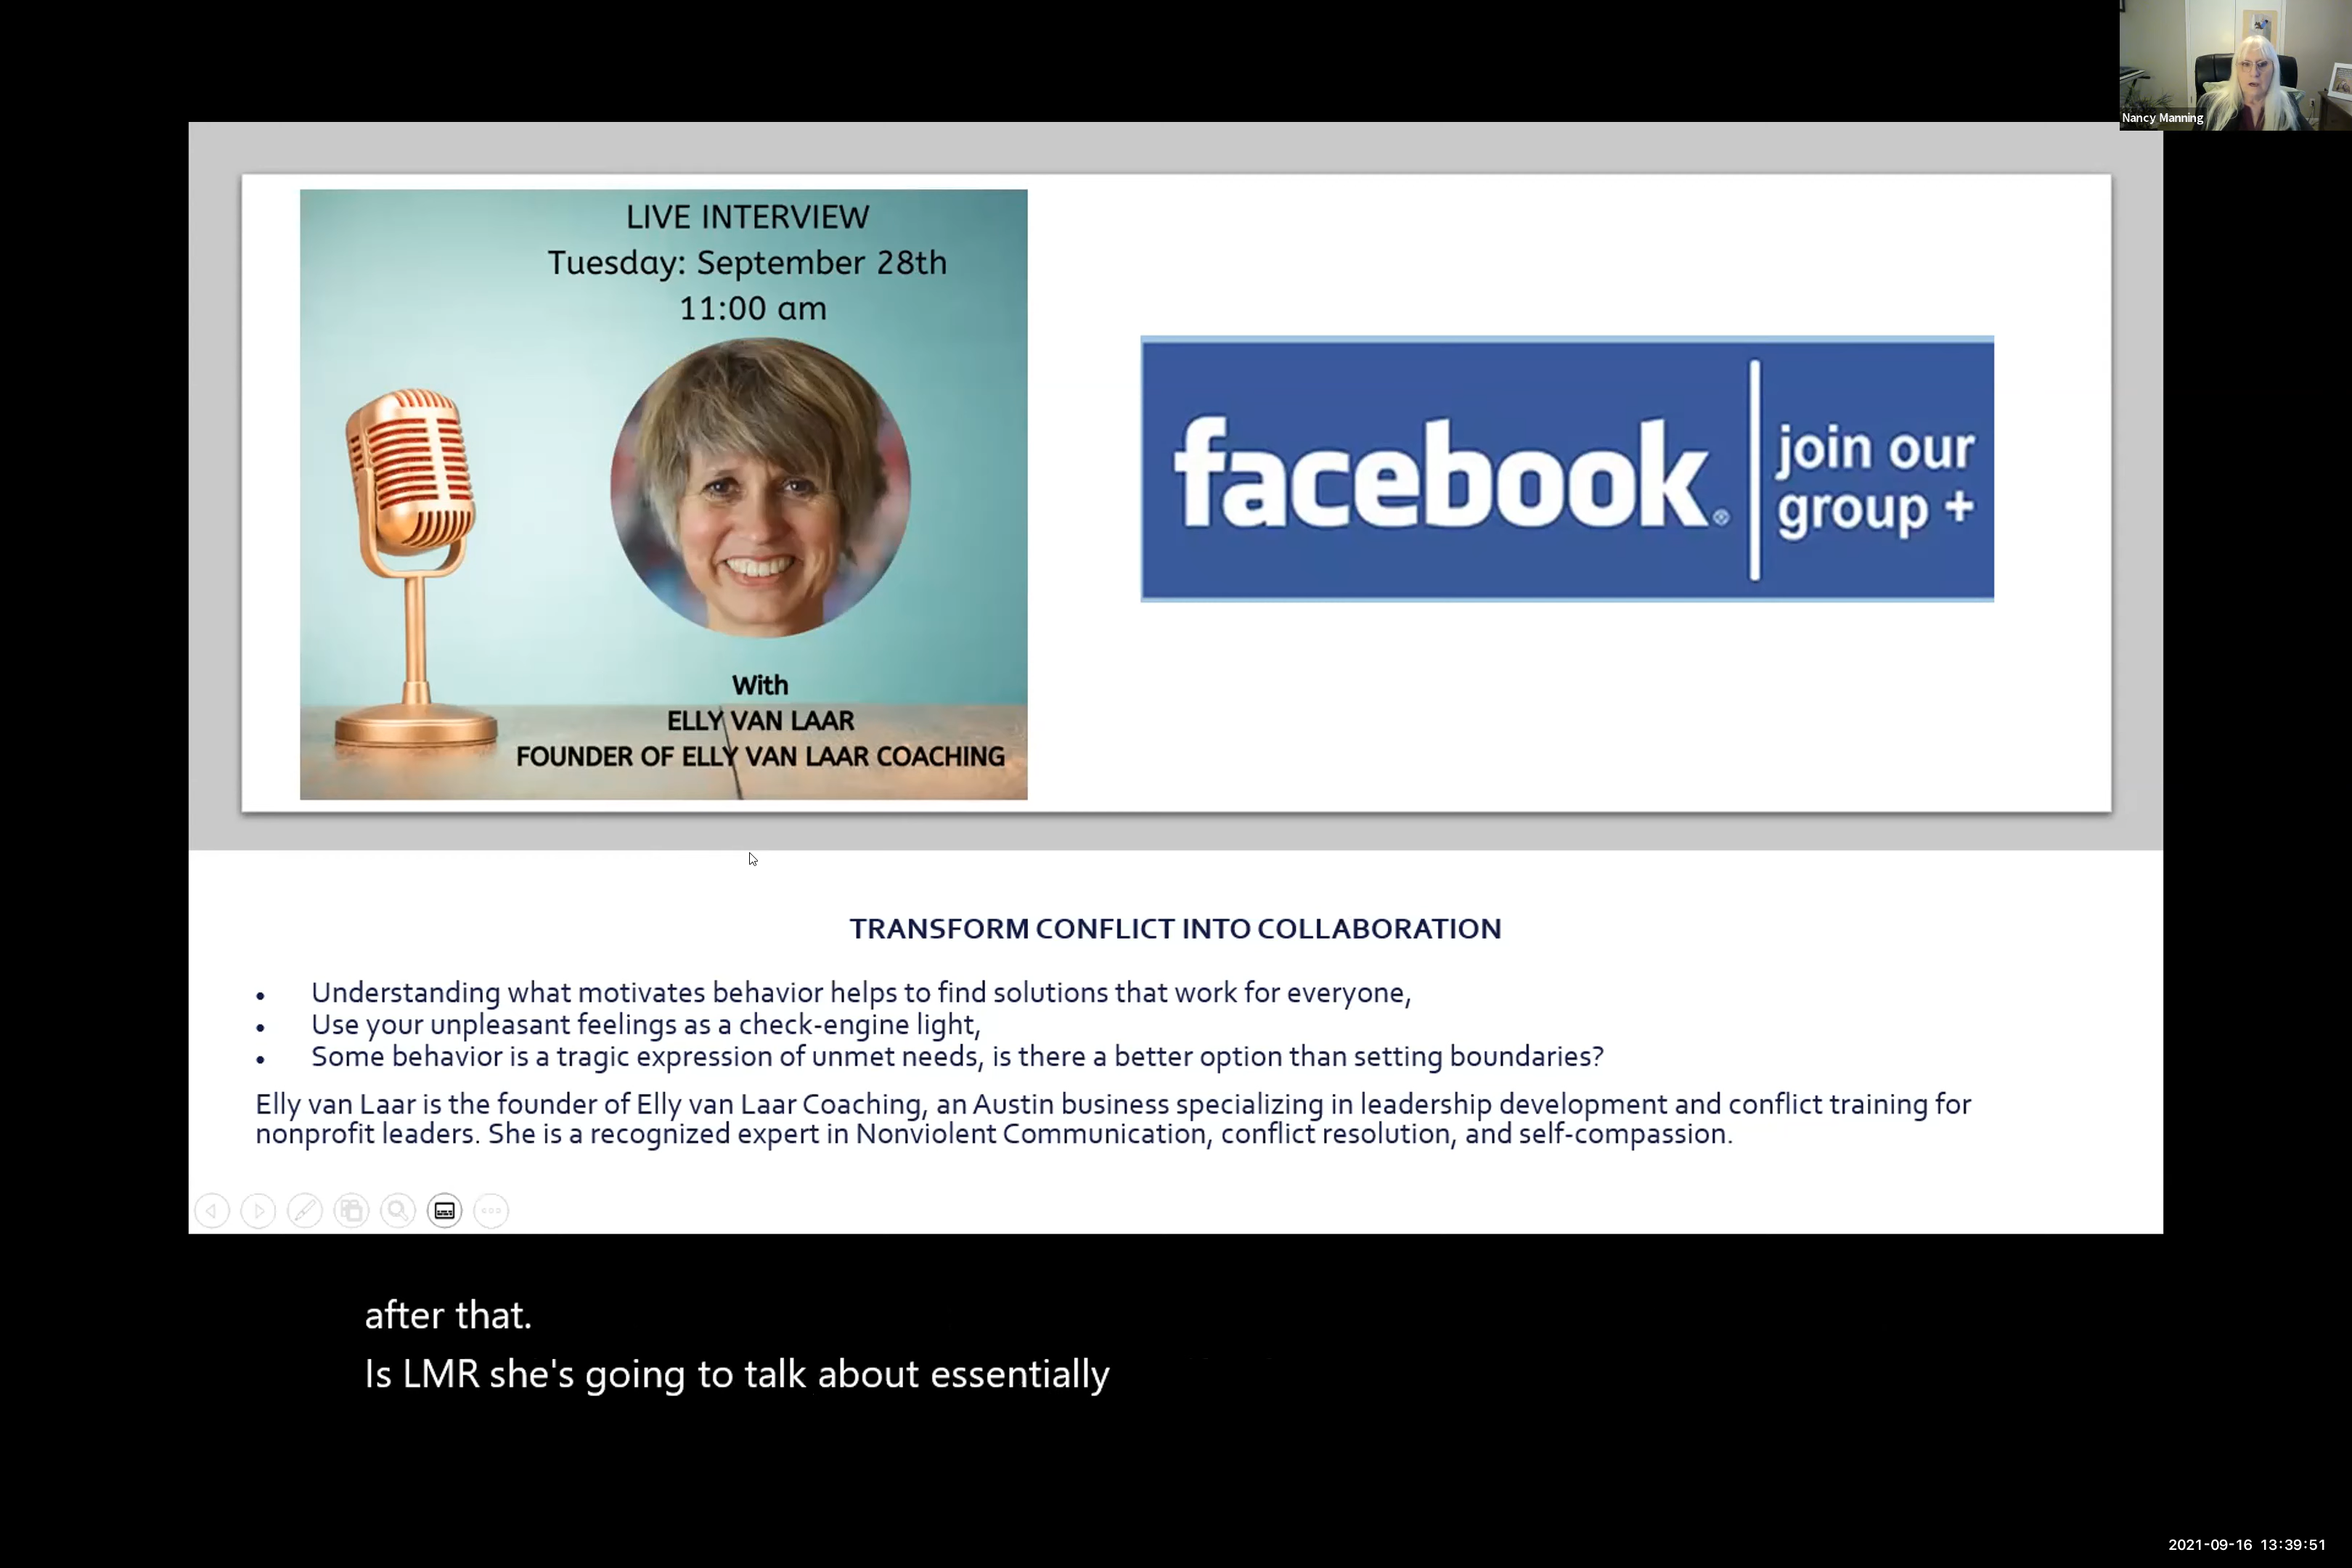 Nancy Manning
LIVE INTERVIEW
Tuesday: September 28th
11:00 am
With
ELLY VAN LAAR
FOUNDER OF ELLY VAN LAAR COACHING
facebook®
join our
group +
TRANSFORM CONFLICT INTO COLLABORATION
• Understanding what motivates behavior helps to find solutions that work for everyone,
• Use your unpleasant feelings as a check-engine light,
• Some behavior is a tragic expression of unmet needs, is there a better option than setting boundaries?
Elly van Laar is the founder of Elly van Laar Coaching, an Austin business specializing in leadership development and conflict training for
nonprofit leaders. She is a recognized expert in Nonviolent Communication, conflict resolution, and self-compassion.
after that.
Is LMR she's going to talk about essentially
2021-09-16 13:39:51